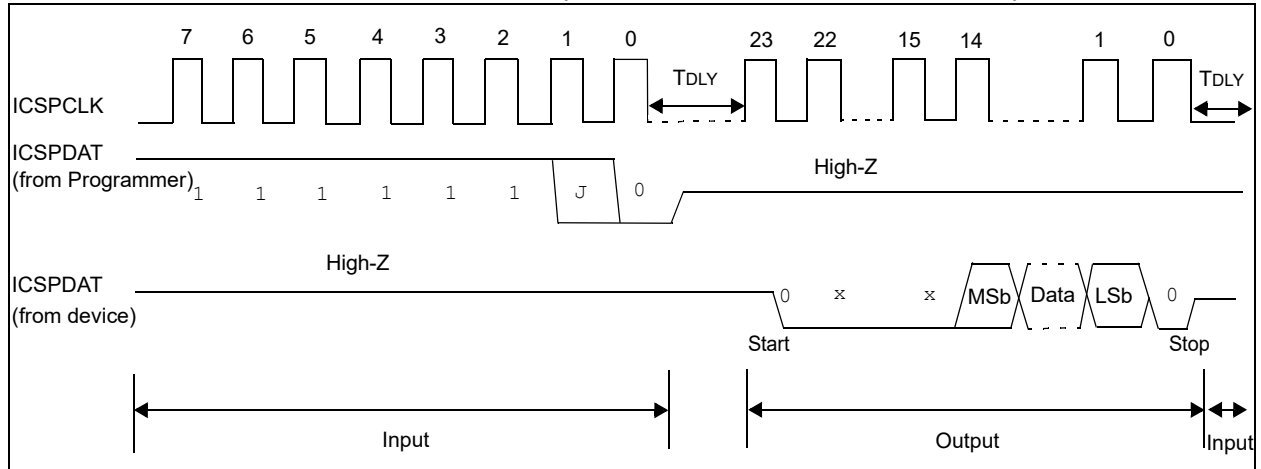 7 6 5 4 3 2 1 0 23 22 15 14 1 0
TDLY TDLY
ICSPCLK
ICSPDAT
(from Programmer)
High-Z
1 1 1 1 1 1 J 0
High-Z
ICSPDAT
(from device)
0 x x MSb Data LSb 0
Start Stop
Input Output Input